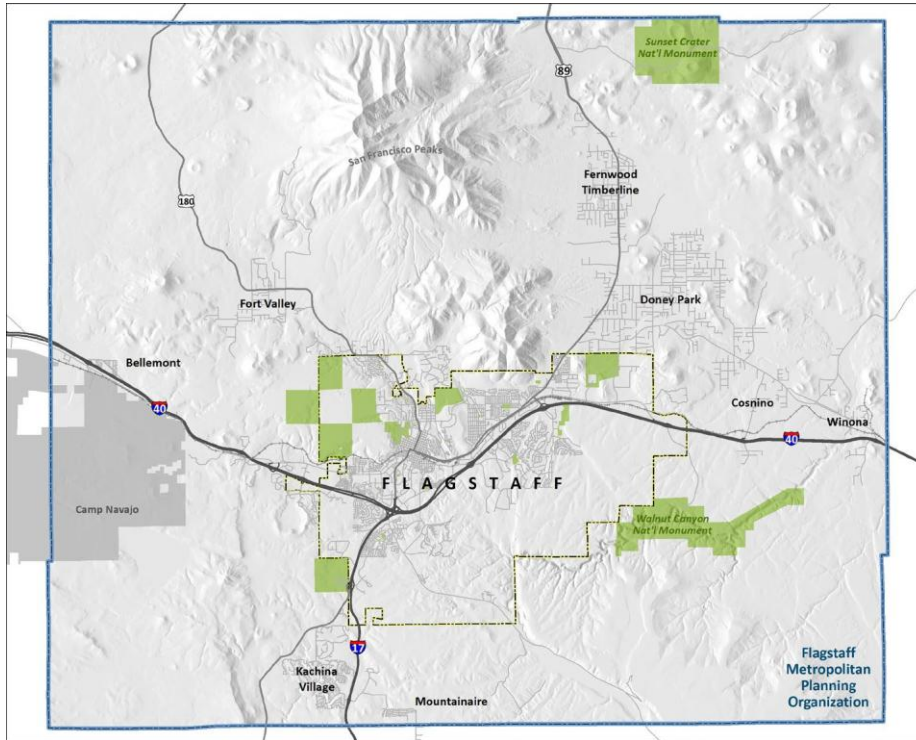 Sunset Crater
Nat'l Monument
89
San Francisco Peaks
Fernwood
Timberline
180
Fort Valley
Doney Park
Bellemont
40
Cosnino
Winona
40
FLAGSTAFF
Camp Navajo
Walnut Canyon
Nat'l Monument
17
Kachina
Village
Mountainaire
Flagstaff
Metropolitan
Planning
Organization